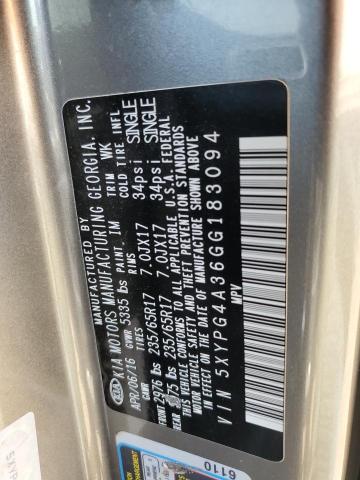 MANUFACTURED BY
KIA KIA MOTORS MANUFACTURING GEORGIA, INC.
APR/06/16 PAINT IM TRIM WK
GVWR 5335 lbs
GAWR TIRES RIMS COLD TIRE INFL
FRONT 2976 lbs 235/65R17 7.0JX17 34psi SINGLE
REAR 75 lbs 235/65R17 7.0JX17 34psi SINGLE
THIS VEHICLE CONFORMS TO ALL APPLICABLE U.S.A. FEDERAL
MOTOR VEHICLE SAFETY AND THEFT PREVENTION STANDARDS
IN EFFECT ON THE DATE OF MANUFACTURE SHOWN ABOVE.
VIN 5XYPG4A36GG183094
MPV
6110